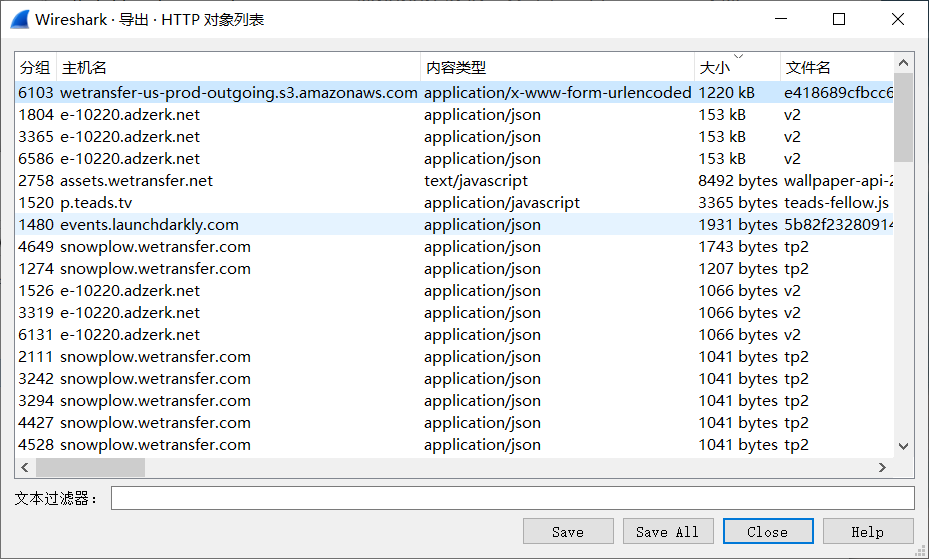 Wireshark · 导出 · HTTP 对象列表
分组 主机名 内容类型 大小 文件名
6103 wetransfer-us-prod-outgoing.s3.amazonaws.com application/x-www-form-urlencoded 1220 kB e418689cfbcc6
1804 e-10220.adzerk.net application/json 153 kB v2
3365 e-10220.adzerk.net application/json 153 kB v2
6586 e-10220.adzerk.net application/json 153 kB v2
2758 assets.wetransfer.net text/javascript 8492 bytes wallpaper-api-2
1520 p.teads.tv application/javascript 3365 bytes teads-fellow.js
1480 events.launchdarkly.com application/json 1931 bytes 5b82f23280914
4649 snowplow.wetransfer.com application/json 1743 bytes tp2
1274 snowplow.wetransfer.com application/json 1207 bytes tp2
1526 e-10220.adzerk.net application/json 1066 bytes v2
3319 e-10220.adzerk.net application/json 1066 bytes v2
6131 e-10220.adzerk.net application/json 1066 bytes v2
2111 snowplow.wetransfer.com application/json 1041 bytes tp2
3242 snowplow.wetransfer.com application/json 1041 bytes tp2
3294 snowplow.wetransfer.com application/json 1041 bytes tp2
4427 snowplow.wetransfer.com application/json 1041 bytes tp2
4528 snowplow.wetransfer.com application/json 1041 bytes tp2
文本过滤器：
Save Save All Close Help